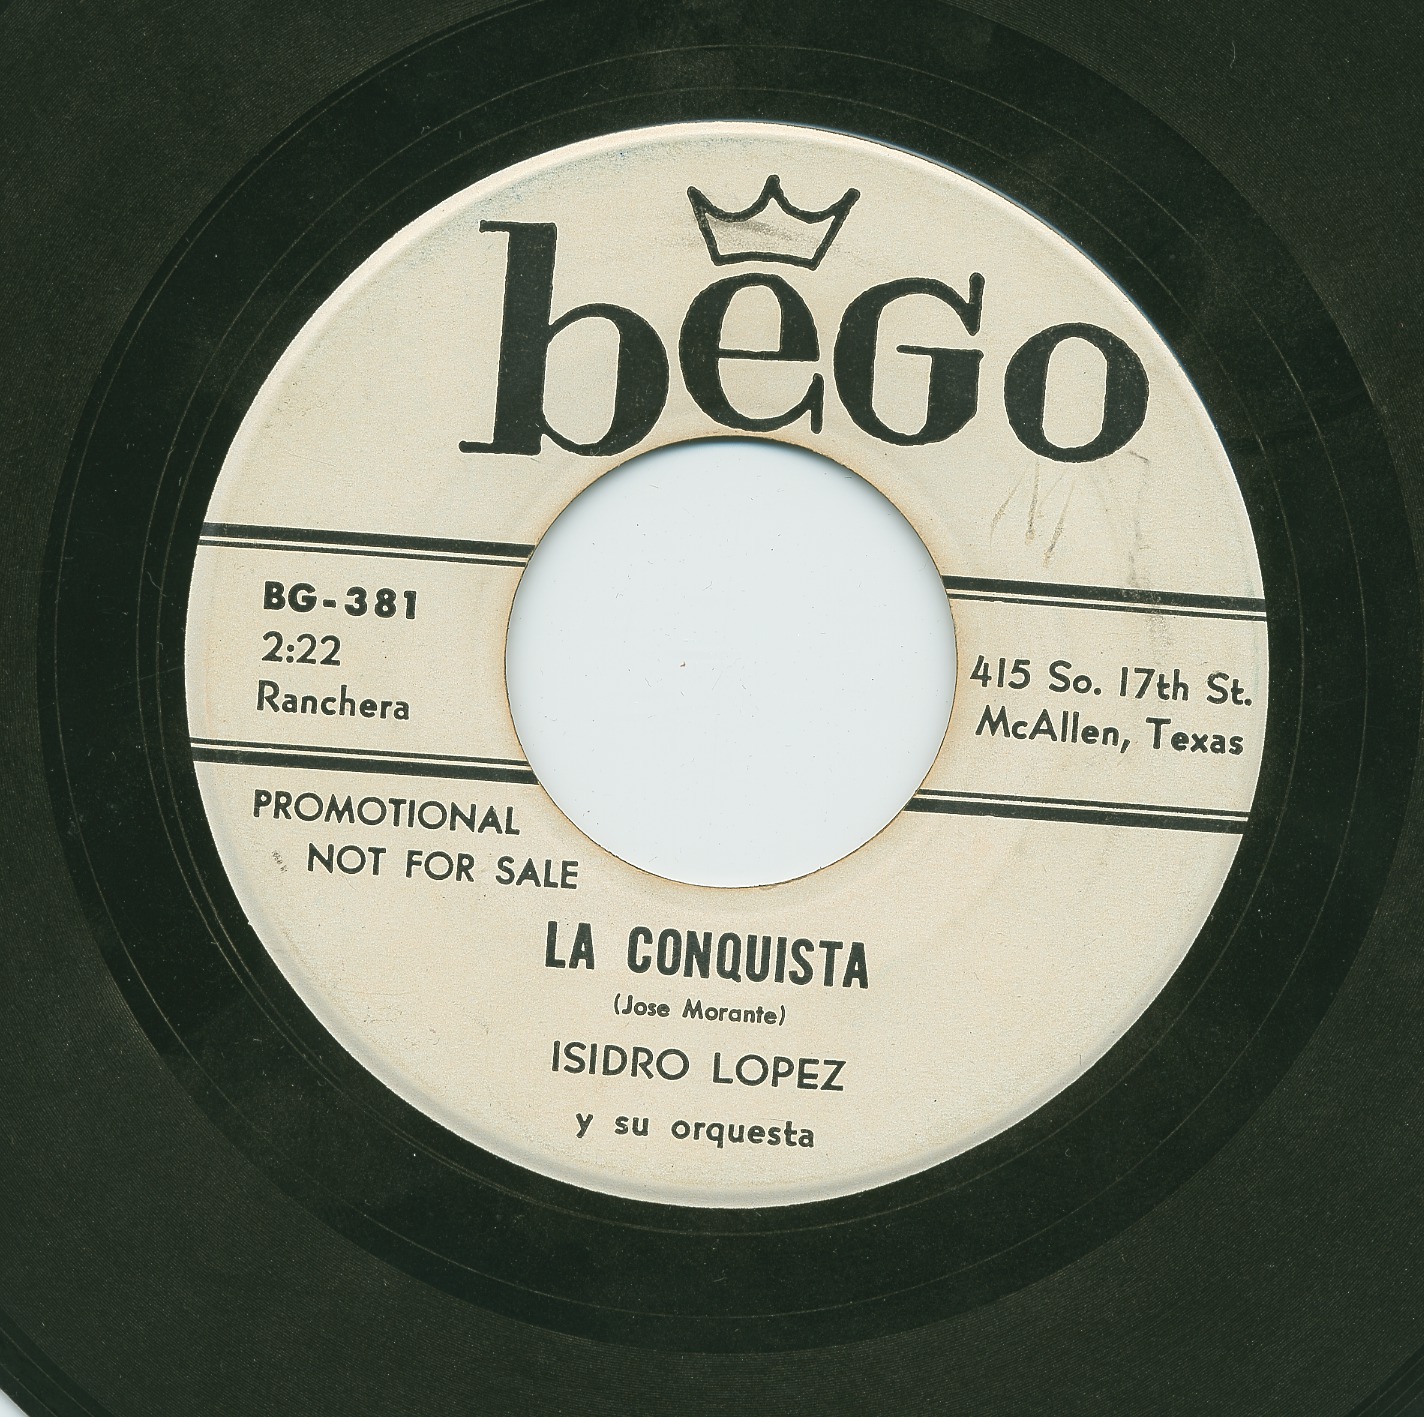 beGo
BG-381
2:22
Ranchera
415 So. 17th St.
McAllen, Texas
PROMOTIONAL
NOT FOR SALE
LA CONQUISTA
(Jose Morante)
ISIDRO LOPEZ
y su orquesta